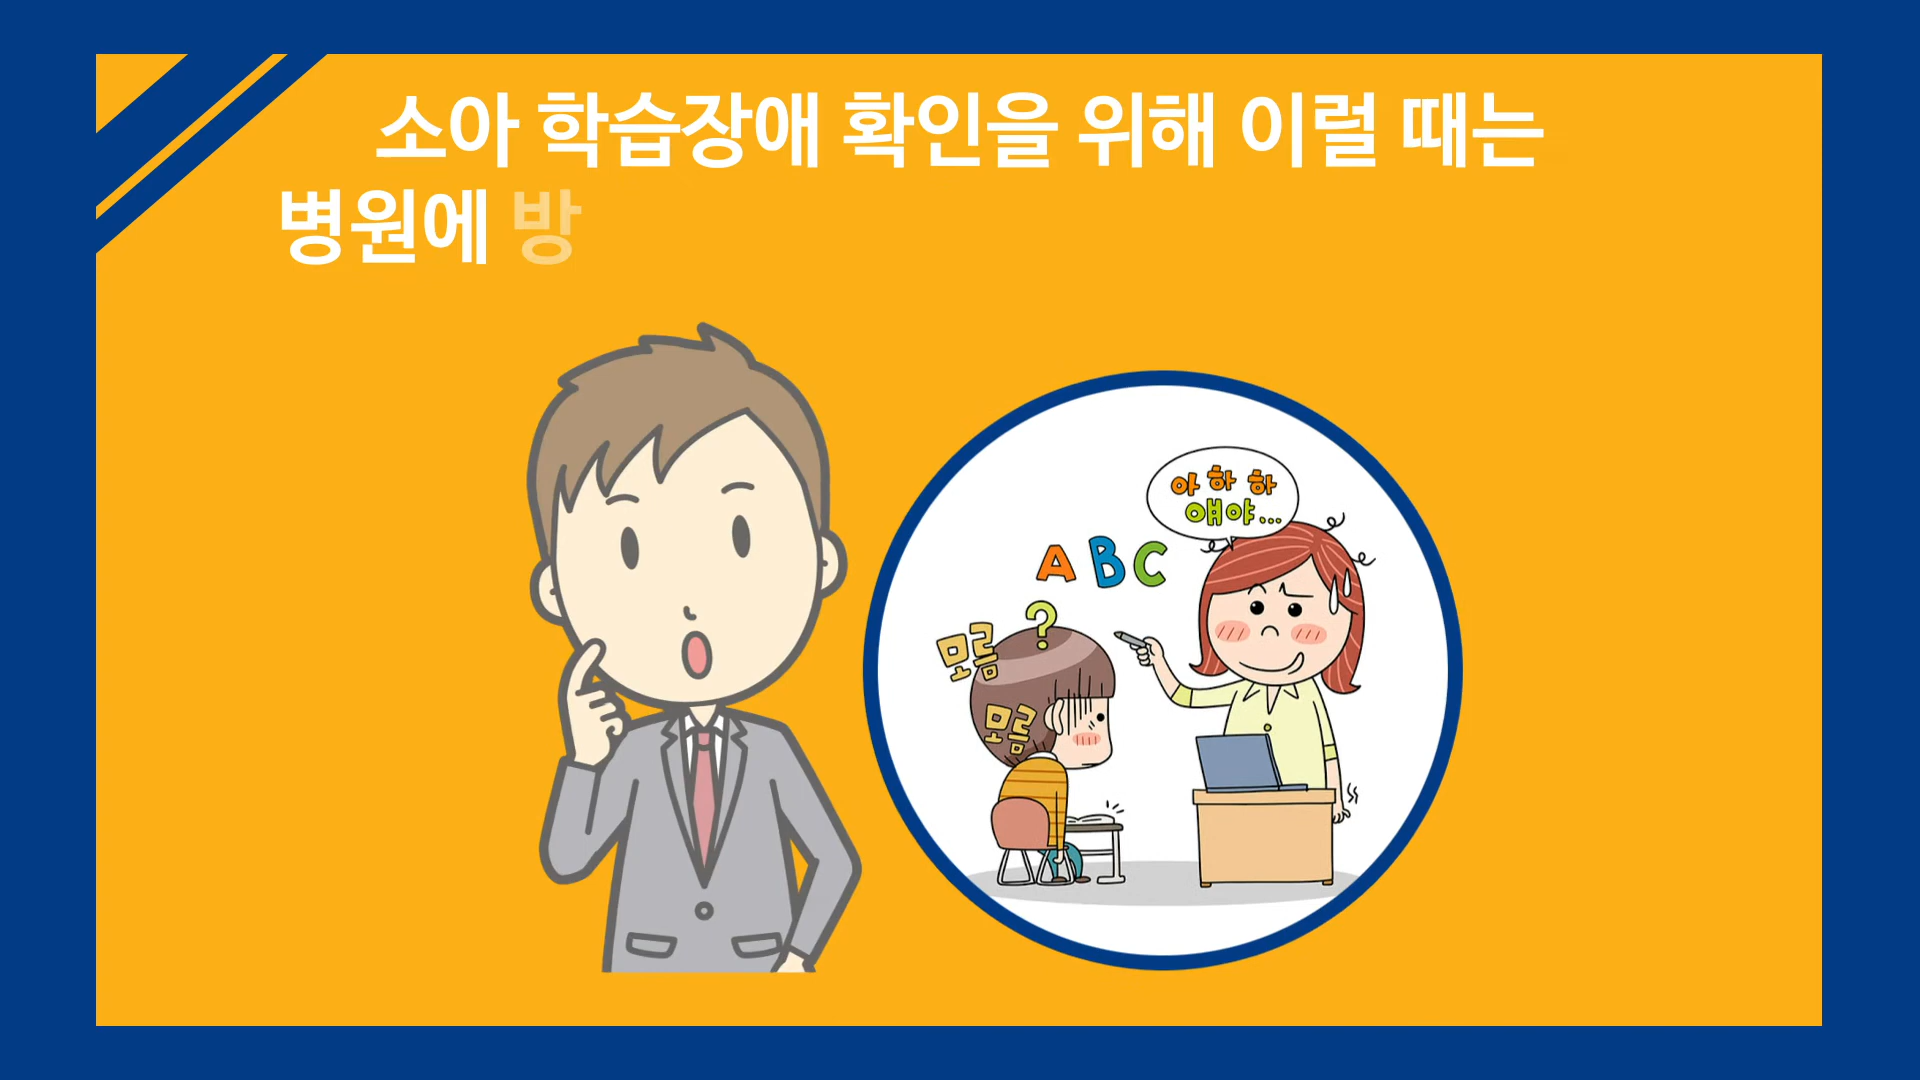 소아 학습장애 확인을 위해 이럴 때는
병원에 방
아 하 하
얘야...
A B C
?
모름
모름